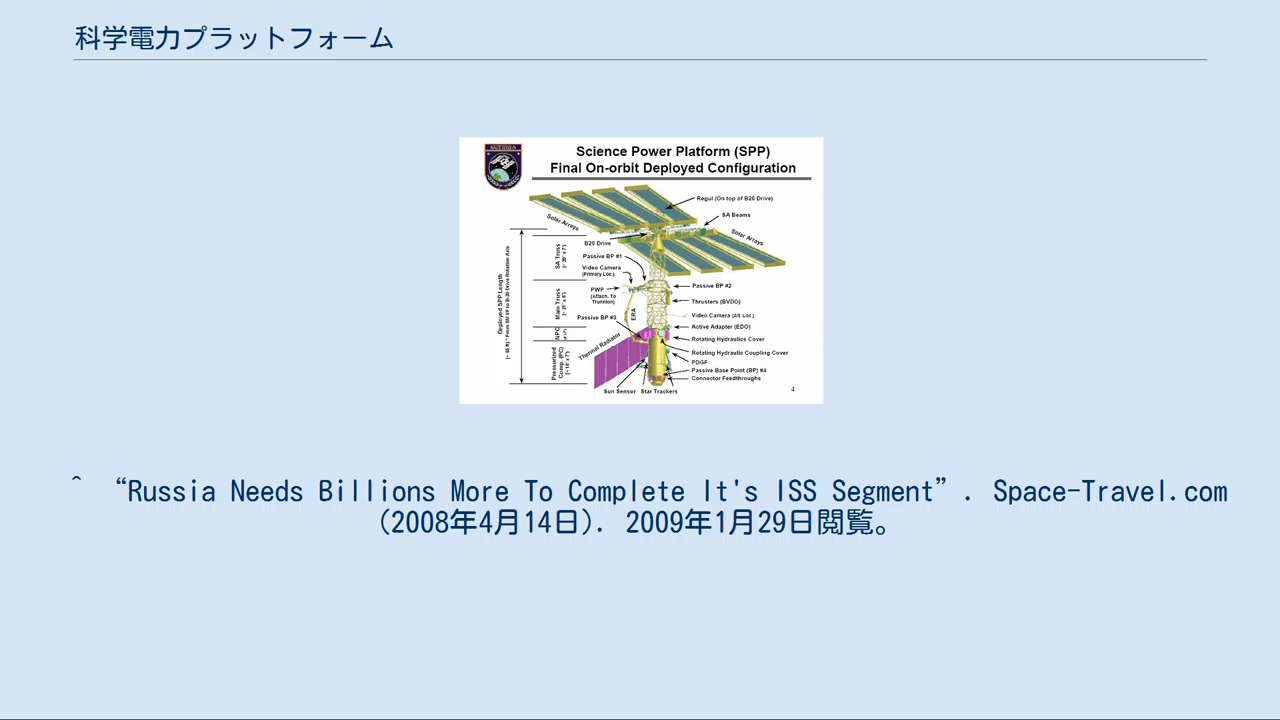 科学電力プラットフォーム
Science Power Platform (SPP)
Final On-orbit Deployed Configuration
Regul (On top of B20 Drive)
SA Beams
Solar Arrays
Solar Arrays
B20 Drive
SA Truss
Passive BP #1
Video Camera
(Primary Loc.)
Passive BP #2
PWP
(Attach. To
Trunnion)
Thrusters (BVDO)
Main Truss
ERA
Video Camera (Alt. Loc.)
Passive BP #3
Active Adapter (EDO)
NPC
Rotating Hydraulics Cover
Thermal Radiator
Rotating Hydraulic Coupling Cover
PDGF
Pressurized
Comp. (PC)
Passive Base Point (BP) #4
Connector Feedthroughs
Deployed SPP Length
Sun Sensor
Star Trackers
4
^ “Russia Needs Billions More To Complete It's ISS Segment”. Space-Travel.com
(2008年4月14日). 2009年1月29日閲覧。